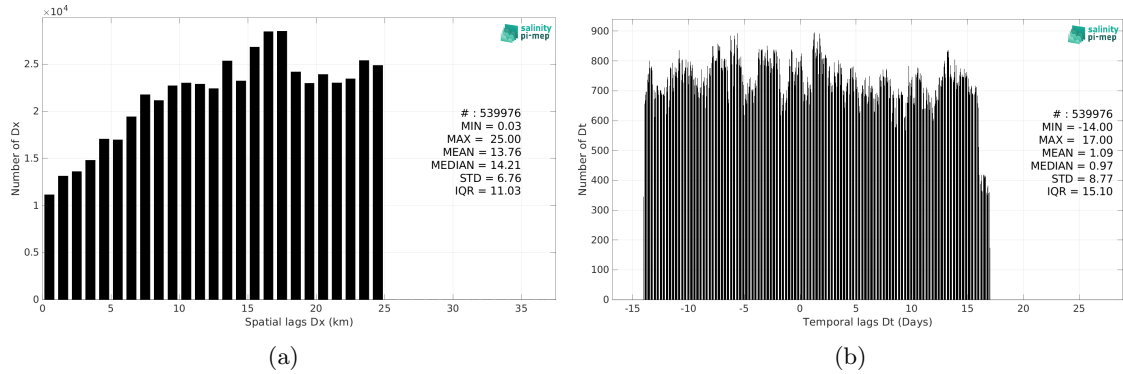 ×10⁴
salinity
pi-mep
2.5
2
1.5
1
0.5
0
Number of Dx
# : 539976
MIN = 0.03
MAX = 25.00
MEAN = 13.76
MEDIAN = 14.21
STD = 6.76
IQR = 11.03
0 5 10 15 20 25 30 35
Spatial lags Dx (km)
(a)
salinity
pi-mep
900
800
700
600
500
400
300
200
100
0
Number of Dt
# : 539976
MIN = -14.00
MAX = 17.00
MEAN = 1.09
MEDIAN = 0.97
STD = 8.77
IQR = 15.10
-15 -10 -5 0 5 10 15 20 25
Temporal lags Dt (Days)
(b)